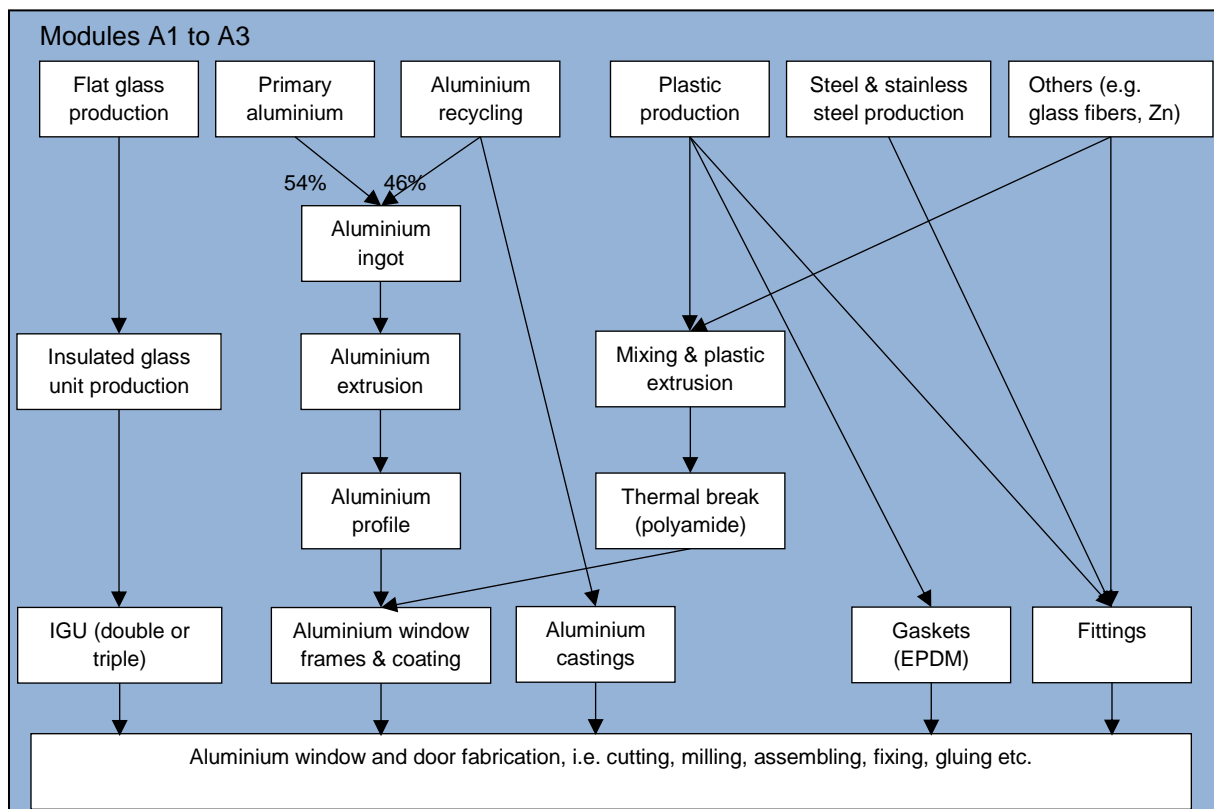 Modules A1 to A3
Flat glass
production
Primary
aluminium
Aluminium
recycling
Plastic
production
Steel & stainless
steel production
Others (e.g.
glass fibers, Zn)
54%
46%
Aluminium
ingot
Insulated glass
unit production
Aluminium
extrusion
Mixing & plastic
extrusion
Aluminium
profile
Thermal break
(polyamide)
IGU (double or
triple)
Aluminium window
frames & coating
Aluminium
castings
Gaskets
(EPDM)
Fittings
Aluminium window and door fabrication, i.e. cutting, milling, assembling, fixing, gluing etc.